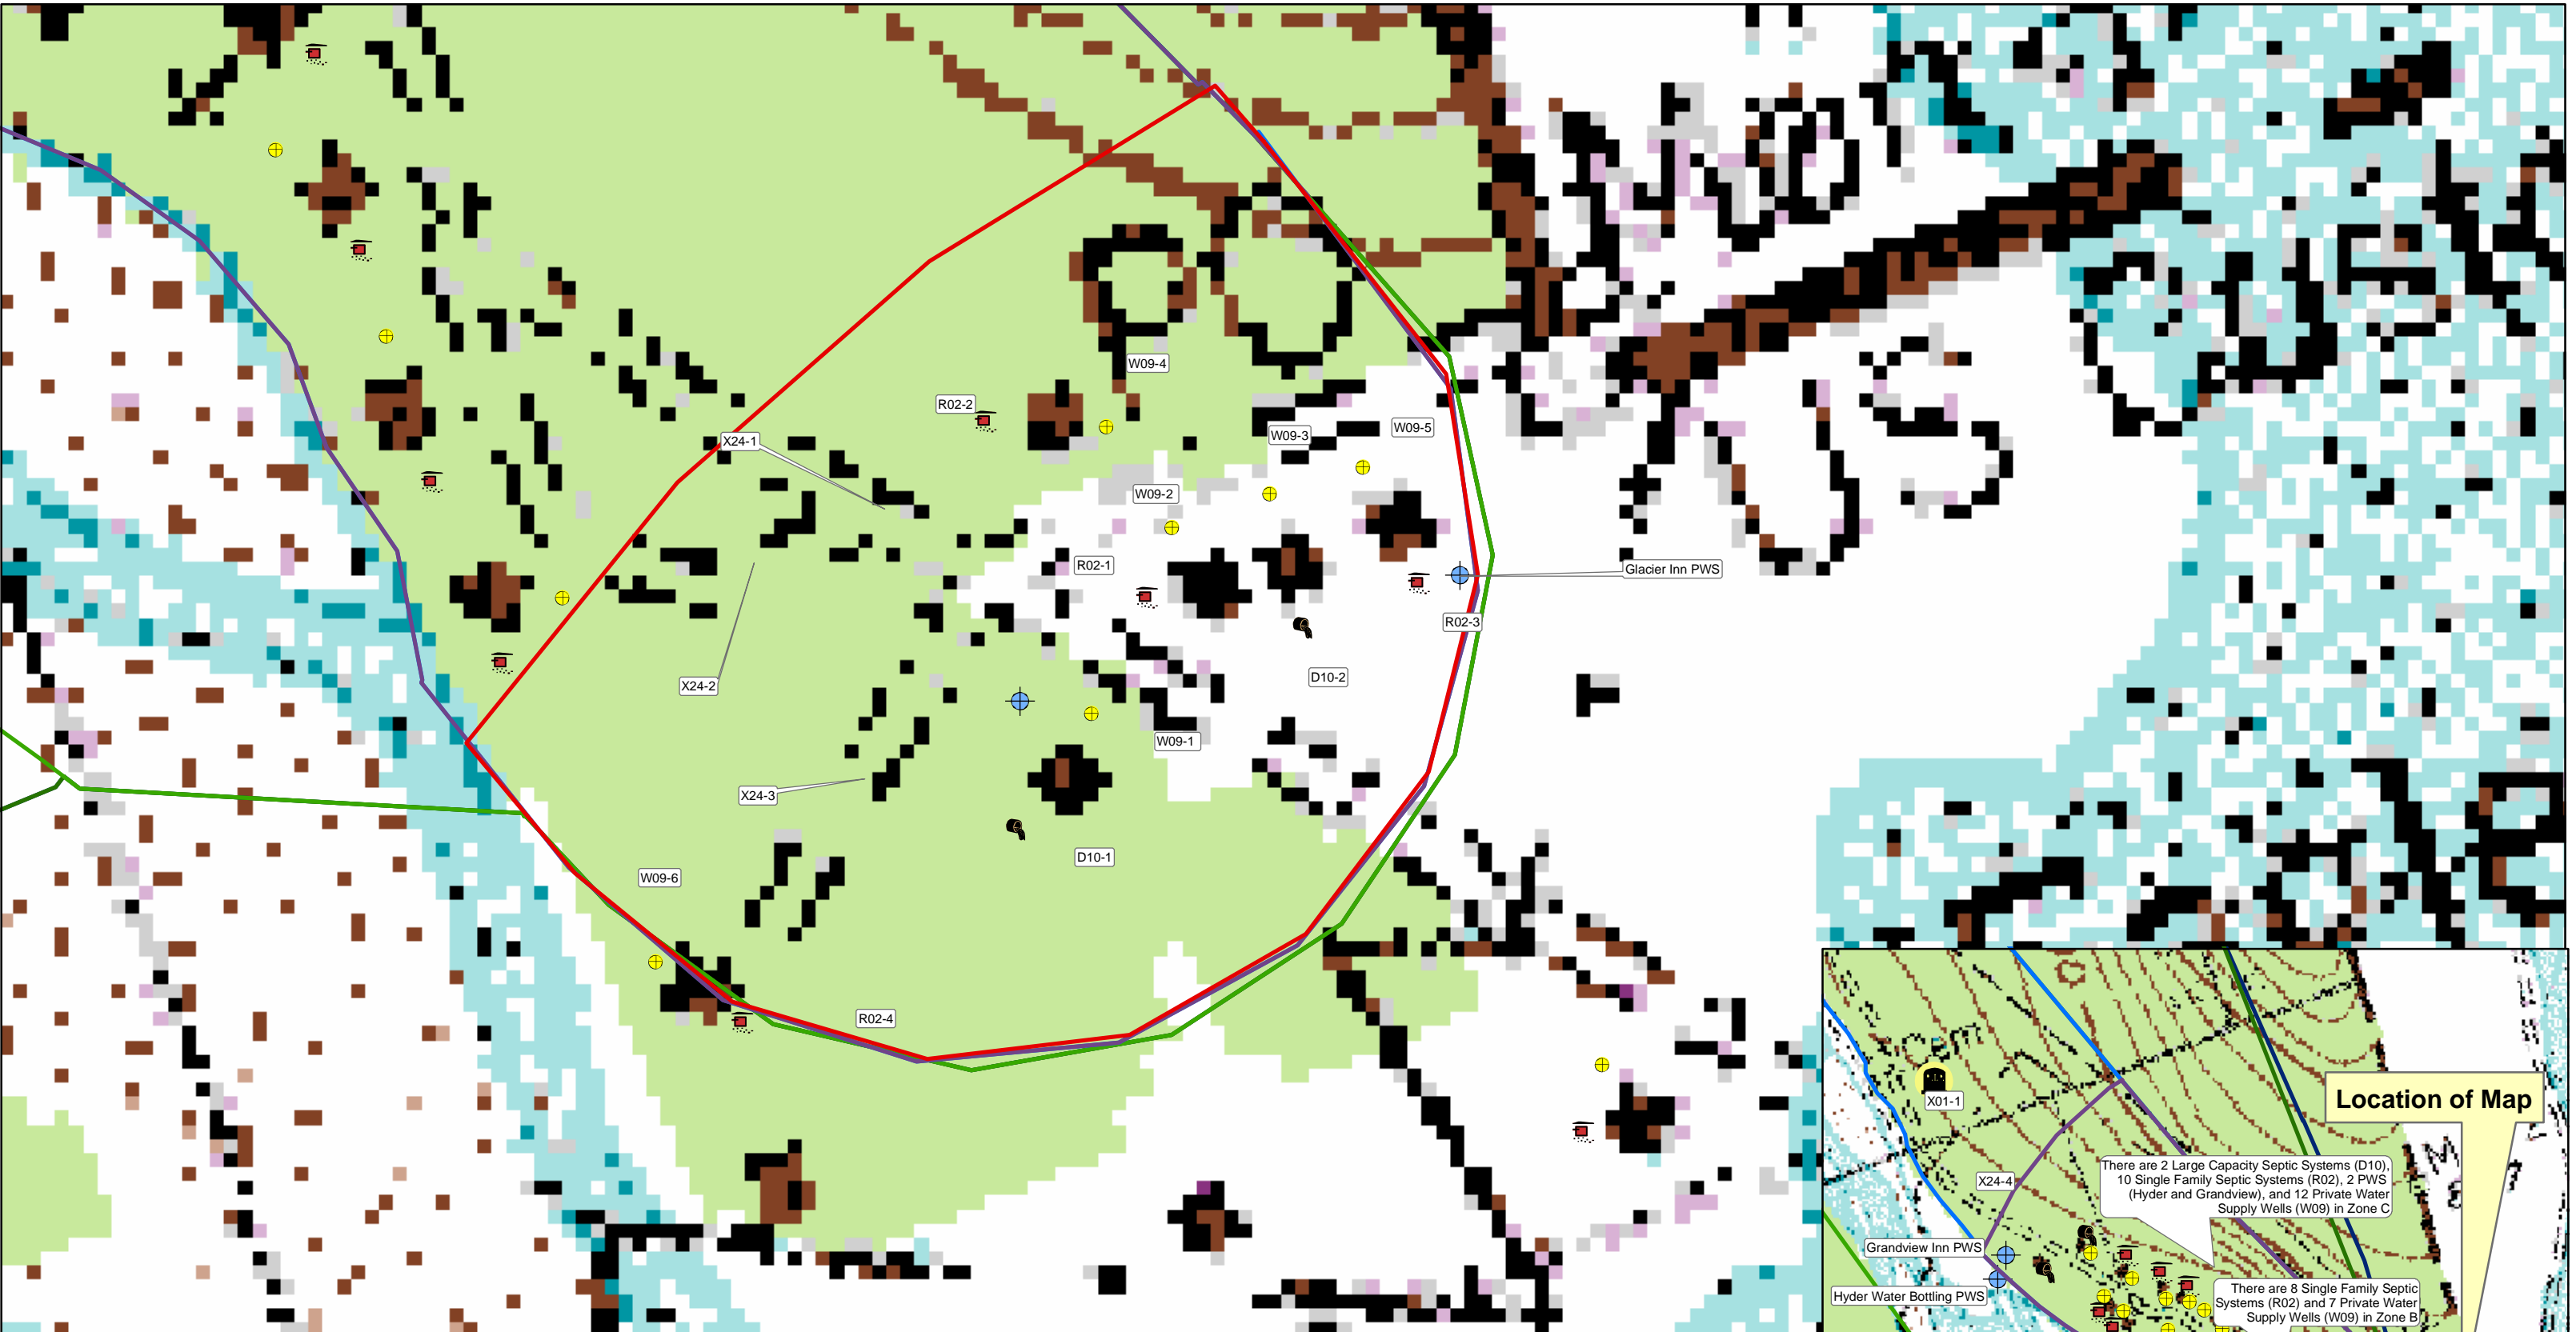 W09-4
R02-2
W09-3
W09-5
X24-1
W09-2
R02-1
Glacier Inn PWS
R02-3
D10-2
X24-2
W09-1
X24-3
D10-1
W09-6
R02-4
Location of Map
X01-1
There are 2 Large Capacity Septic Systems (D10),
10 Single Family Septic Systems (R02), 2 PWS
(Hyder and Grandview), and 12 Private Water
Supply Wells (W09) in Zone C
X24-4
Grandview Inn PWS
Hyder Water Bottling PWS
There are 8 Single Family Septic
Systems (R02) and 7 Private Water
Supply Wells (W09) in Zone B